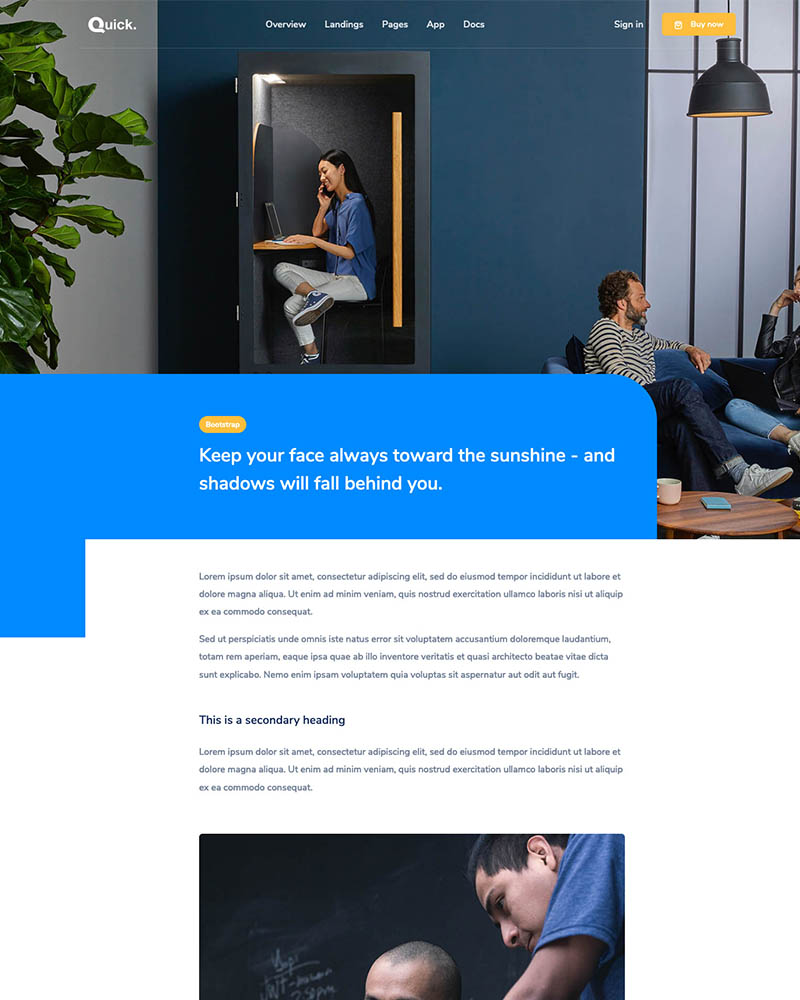 Quick.
Overview Landings Pages App Docs
Sign in Buy now
Bootstrap
Keep your face always toward the sunshine - and
shadows will fall behind you.
Lorem ipsum dolor sit amet, consectetur adipiscing elit, sed do eiusmod tempor incididunt ut labore et
dolore magna aliqua. Ut enim ad minim veniam, quis nostrud exercitation ullamco laboris nisi ut aliquip
ex ea commodo consequat.
Sed ut perspiciatis unde omnis iste natus error sit voluptatem accusantium doloremque laudantium,
totam rem aperiam, eaque ipsa quae ab illo inventore veritatis et quasi architecto beatae vitae dicta
sunt explicabo. Nemo enim ipsam voluptatem quia voluptas sit aspernatur aut odit aut fugit.
This is a secondary heading
Lorem ipsum dolor sit amet, consectetur adipiscing elit, sed do eiusmod tempor incididunt ut labore et
dolore magna aliqua. Ut enim ad minim veniam, quis nostrud exercitation ullamco laboris nisi ut aliquip
ex ea commodo consequat.